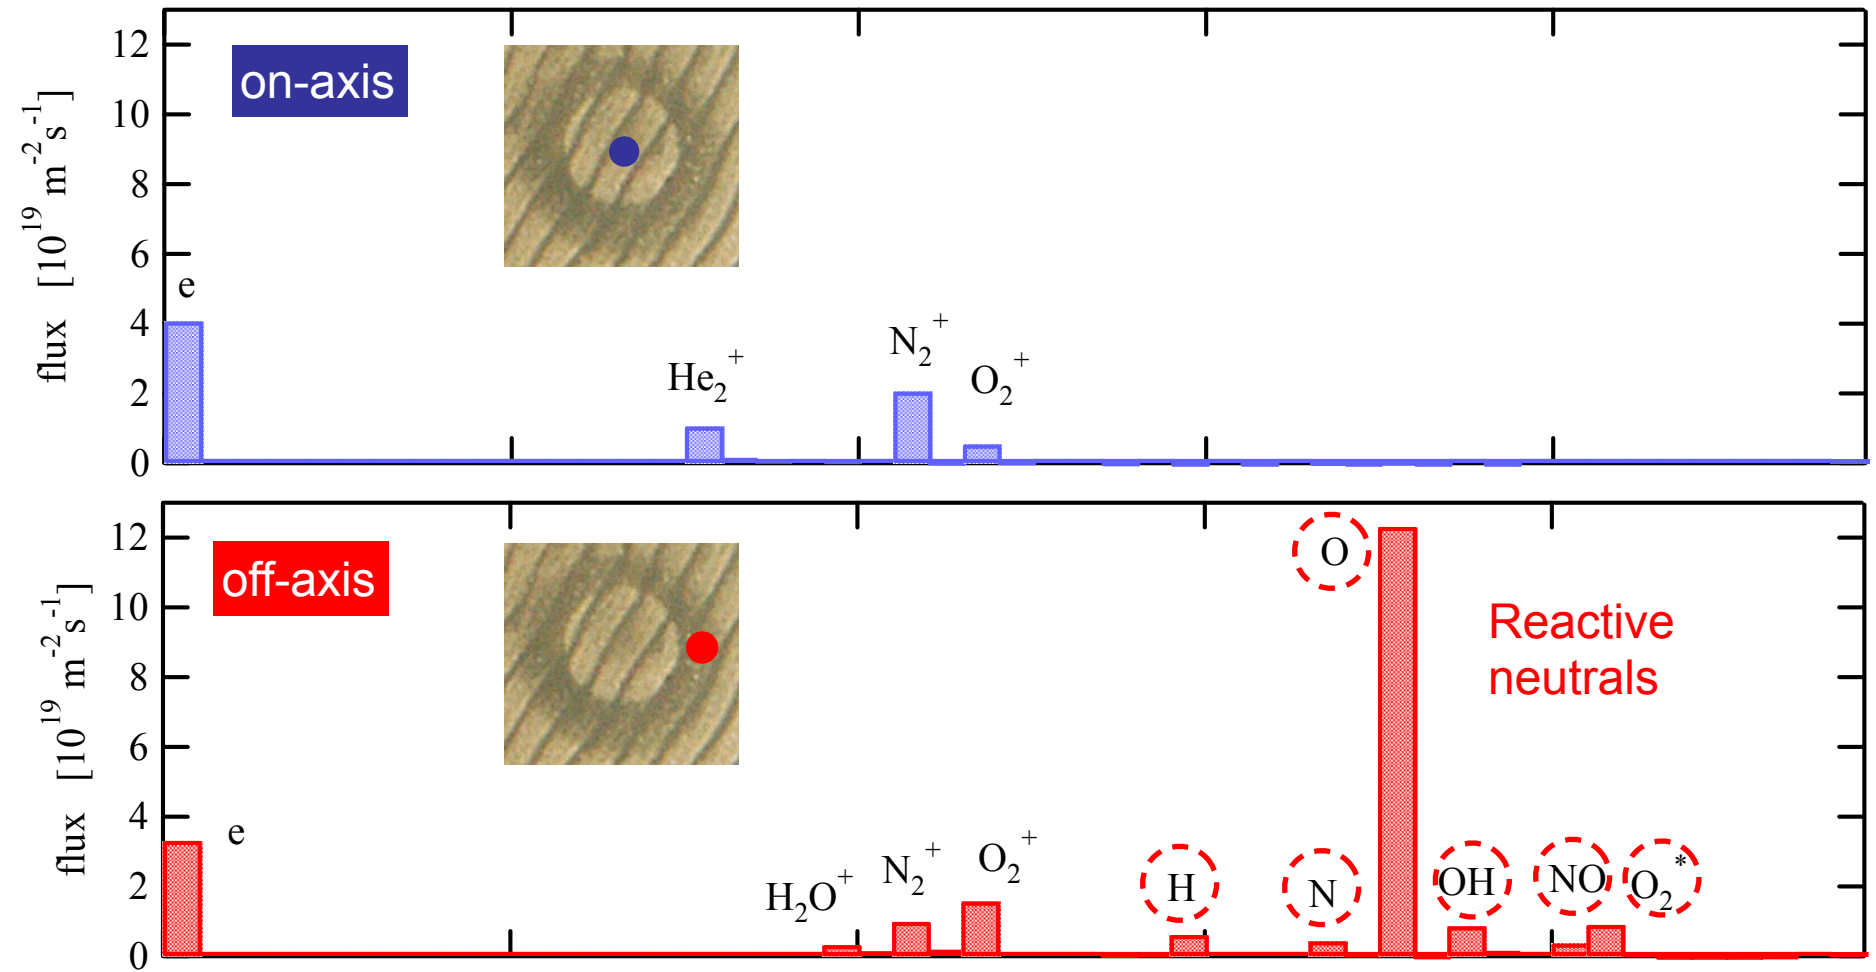 flux [10^19 m^-2 s^-1]
12
10
8
6
4
2
0
on-axis
e
He₂⁺
N₂⁺
O₂⁺
flux [10^19 m^-2 s^-1]
12
10
8
6
4
2
0
off-axis
e
H₂O⁺
N₂⁺
O₂⁺
H
N
O
OH
NO
O₂*
Reactive
neutrals